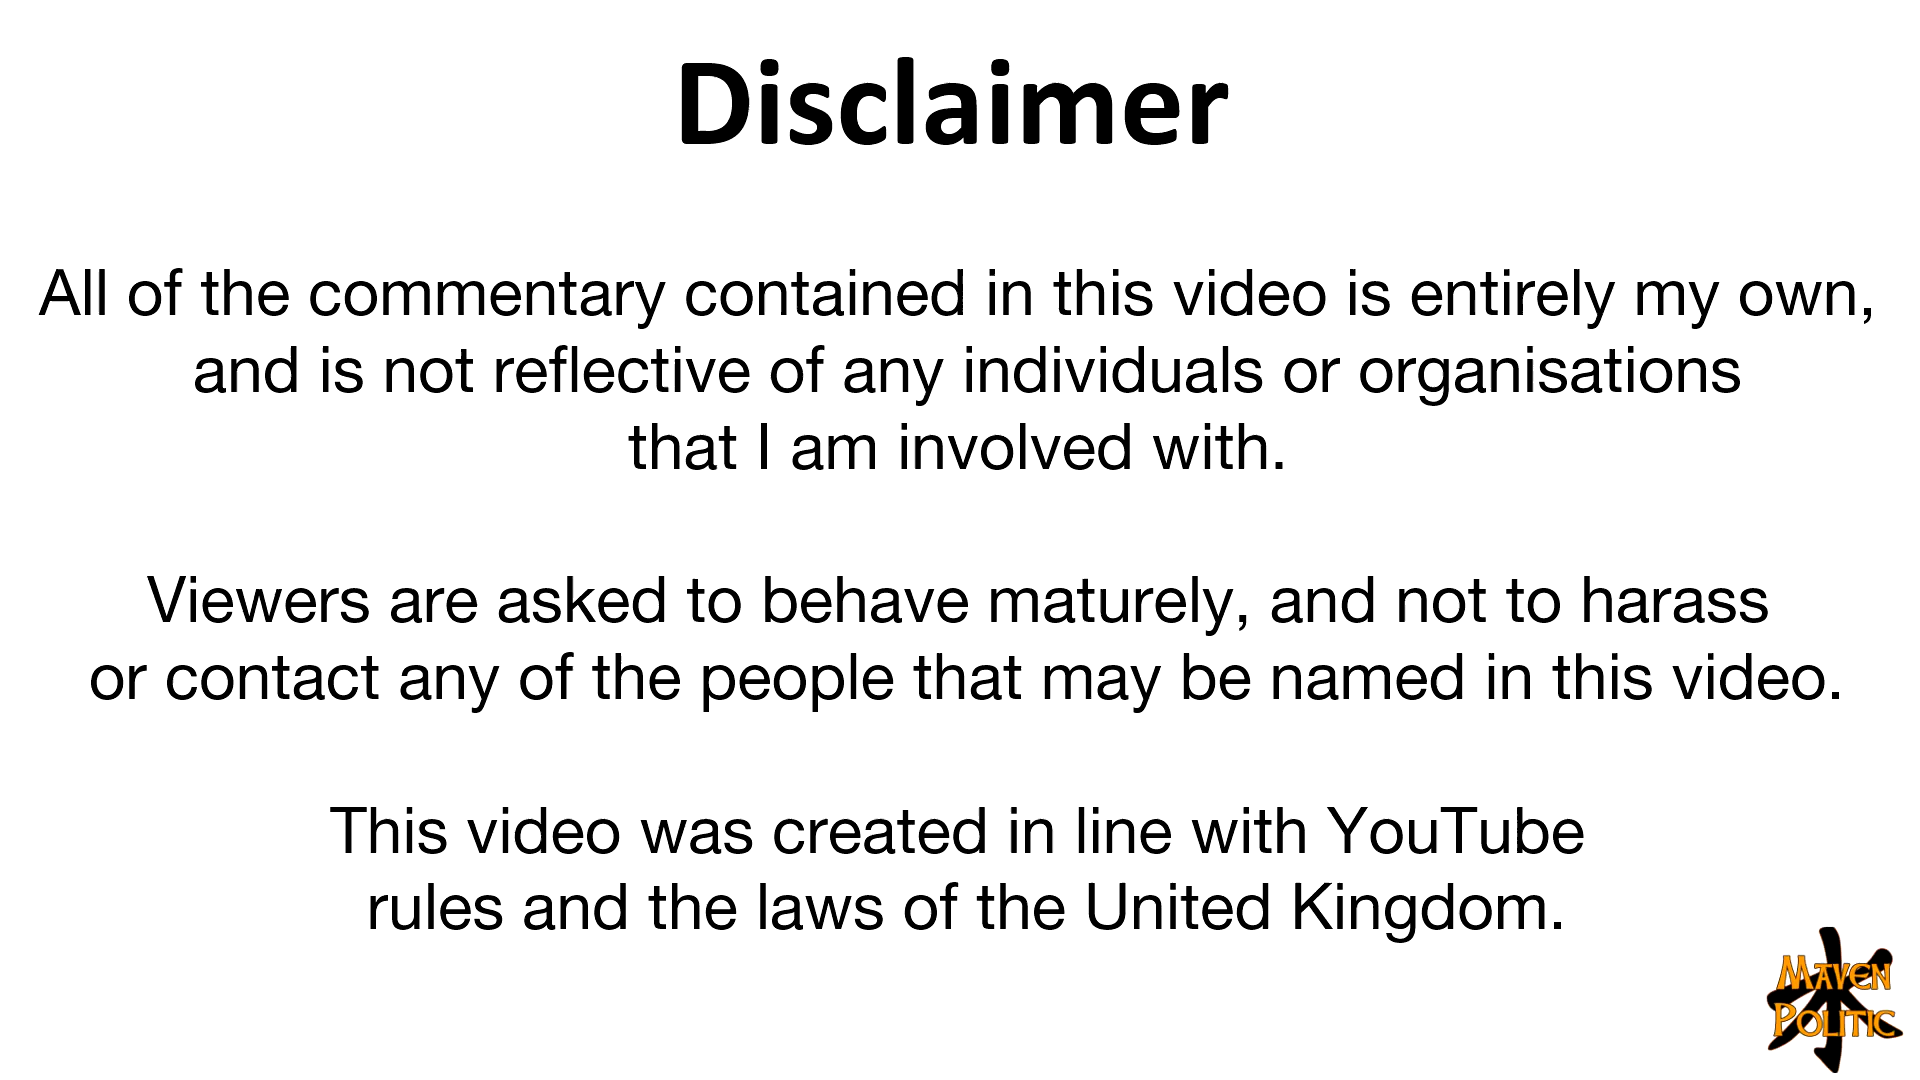 Disclaimer
All of the commentary contained in this video is entirely my own,
and is not reflective of any individuals or organisations
that I am involved with.
Viewers are asked to behave maturely, and not to harass
or contact any of the people that may be named in this video.
This video was created in line with YouTube
rules and the laws of the United Kingdom.
MAVEN
POLITIC